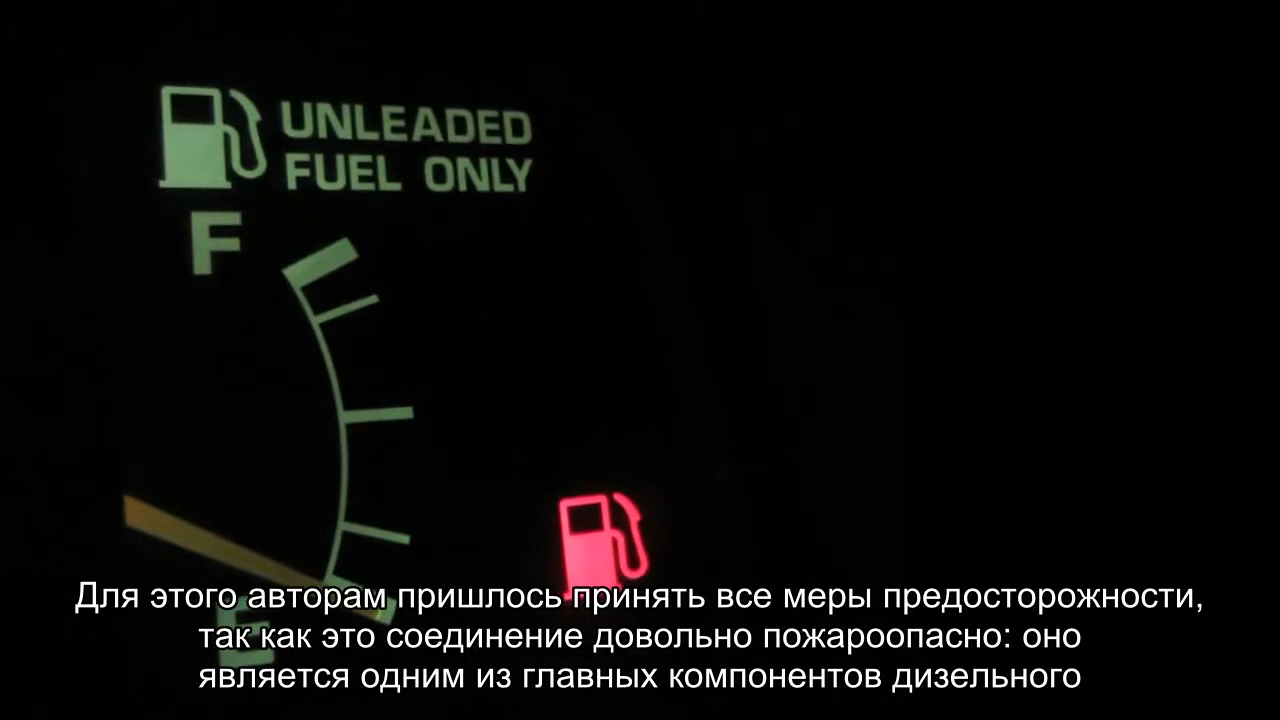 UNLEADED
FUEL ONLY
F
E
Для этого авторам пришлось принять все меры предосторожности,
так как это соединение довольно пожароопасно: оно
является одним из главных компонентов дизельного